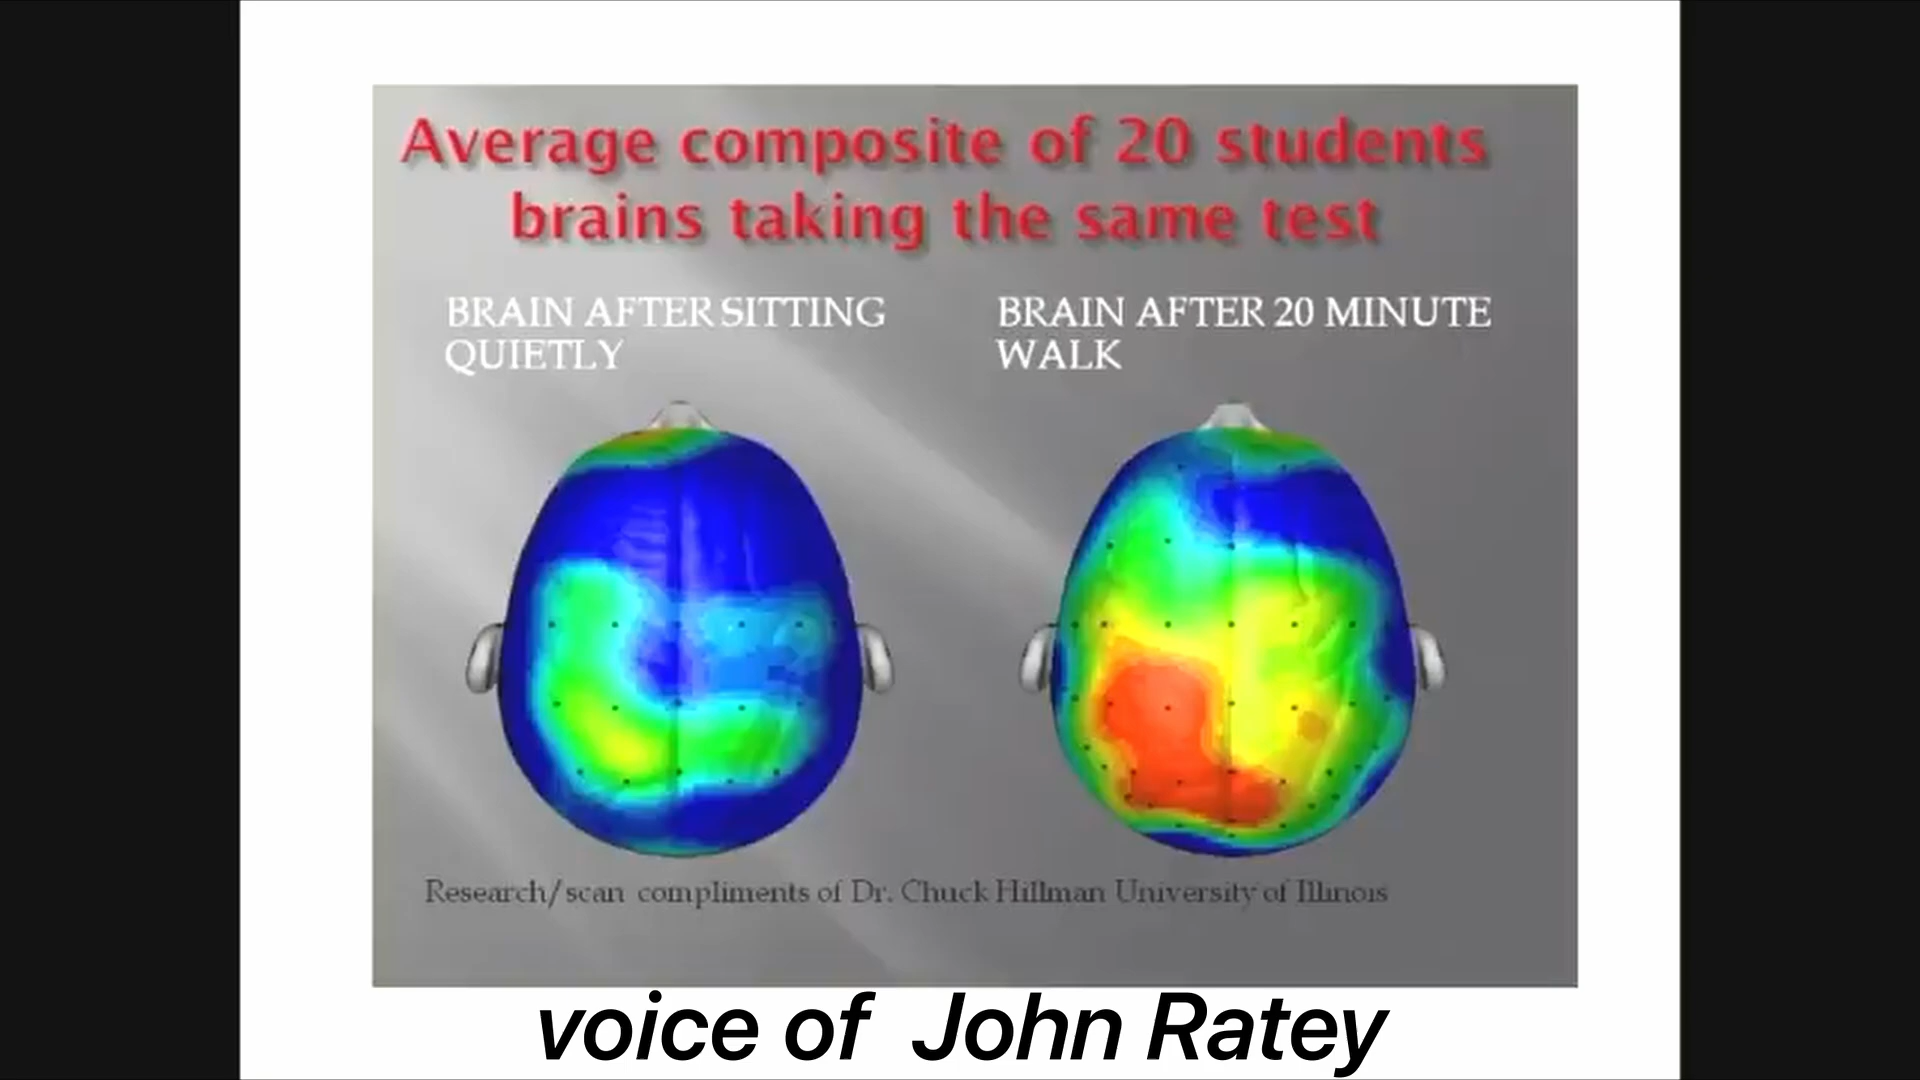 Average composite of 20 students
brains taking the same test
BRAIN AFTER SITTING
QUIETLY
BRAIN AFTER 20 MINUTE
WALK
Research/scan compliments of Dr. Chuck Hillman University of Illinois
voice of John Ratey